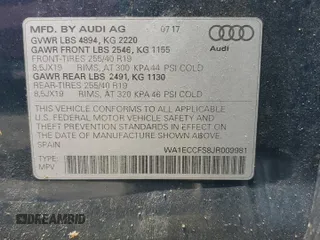 MFD. BY AUDI AG 07 17
GVWR LBS 4894, KG 2220
GAWR FRONT LBS 2546, KG 1155
Audi
FRONT-TIRES 255/40 R19
8,5JX19 RIMS, AT 300 KPA/44 PSI COLD
GAWR REAR LBS 2491, KG 1130
REAR-TIRES 255/40 R19
8,5JX19 RIMS, AT 320 KPA/46 PSI COLD
THIS VEHICLE CONFORMS TO ALL APPLICABLE
U.S. FEDERAL MOTOR VEHICLE SAFETY AND
THEFT PREVENTION STANDARDS IN EFFECT ON
THE DATE OF MANUFACTURE SHOWN ABOVE.
SPAIN
WA1ECCFS8JR009981
TYPE:
MPV
DREAMBID